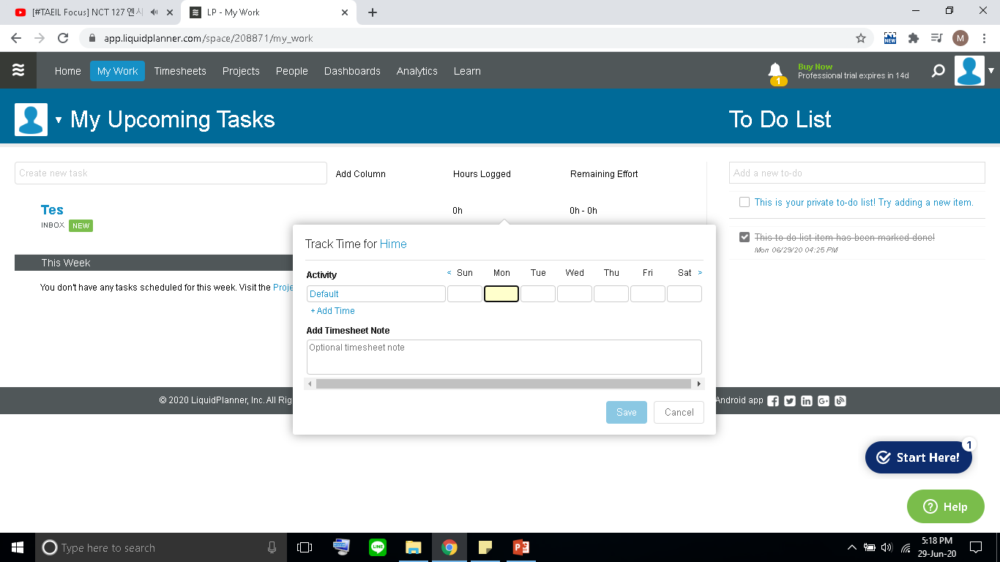 [#TAEIL Focus] NCT 127 엔시
LP - My Work
app.liquidplanner.com/space/208871/my_work
NEW
M
Home My Work Timesheets Projects People Dashboards Analytics Learn
1
Buy Now
Professional trial expires in 14d
My Upcoming Tasks
To Do List
Create new task
Add Column
Hours Logged
Remaining Effort
Add a new to-do
Tes
INBOX NEW
0h
0h - 0h
This is your private to-do list! Try adding a new item.
This to do list item has been marked done!
Mon 06/29/20 04:25 PM
This Week
You don't have any tasks scheduled for this week. Visit the Proje
Track Time for Hime
Activity
< Sun Mon Tue Wed Thu Fri Sat >
Default
+ Add Time
Add Timesheet Note
Optional timesheet note
Save
Cancel
© 2020 LiquidPlanner, Inc. All Rig
Android app
Start Here!
1
Help
Type here to search
LINE
5:18 PM
29-Jun-20